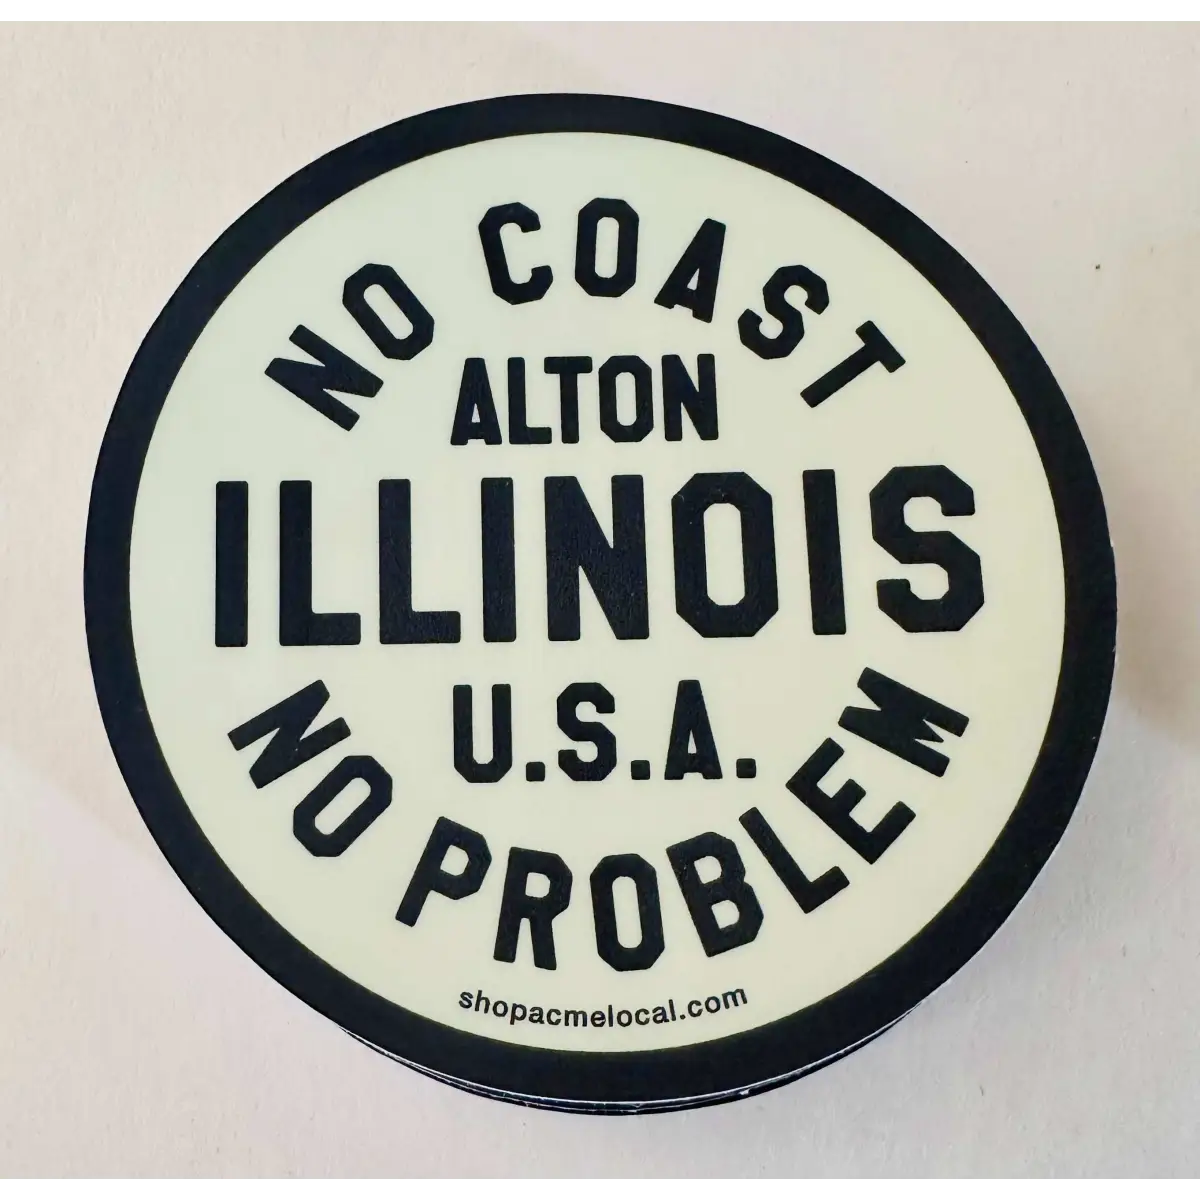 NO COAST
ALTON
ILLINOIS
U.S.A.
NO PROBLEM
shopacmelocal.com